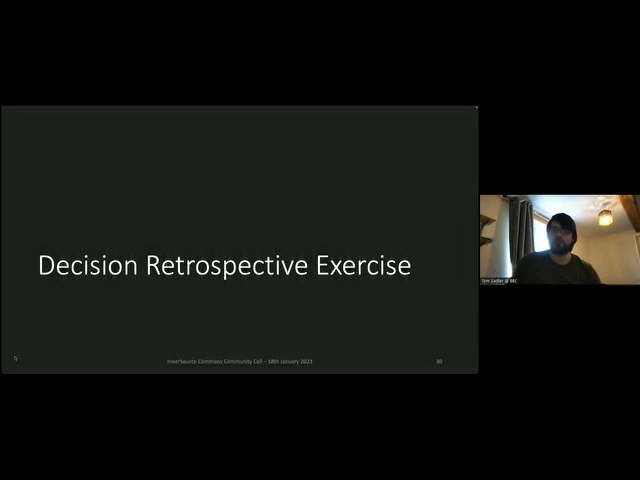 Decision Retrospective Exercise
InnerSource Commons Community Call – 18th January 2023
30
Tom Sadler @ BBC